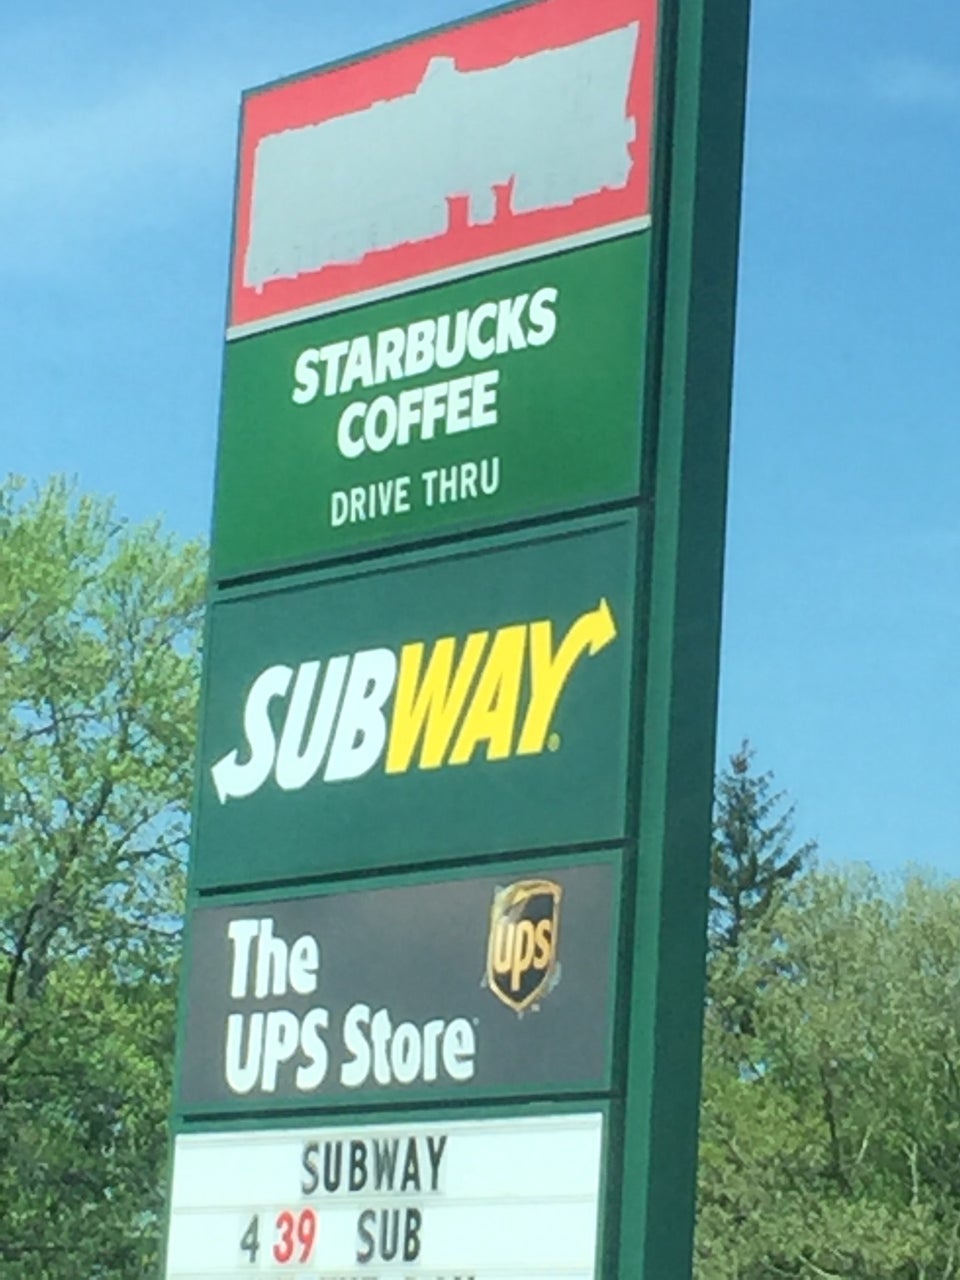 STARBUCKS
COFFEE
DRIVE THRU
SUBWAY
The
UPS Store
ups
SUBWAY
4 39 SUB